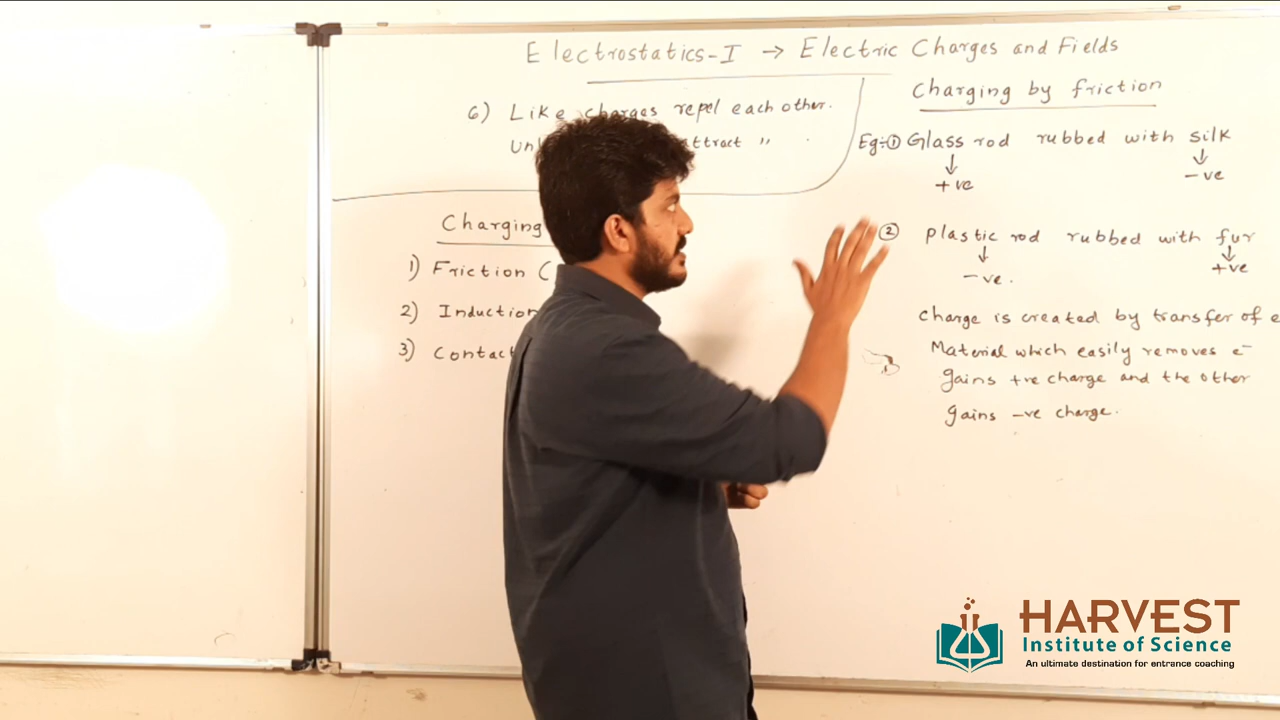 Electrostatics-I → Electric Charges and Fields
6) Like charges repel each other.
attract "
Charging
1) Friction (
2) Induction
3) Contact
Charging by friction
Eg:-① Glass rod rubbed with silk
↓ ↓
+ve -ve
② Plastic rod rubbed with fur
↓ ↓
-ve. +ve
Charge is created by transfer of e
Material which easily removes e⁻
gains +ve charge and the other
gains -ve charge.
HARVEST
Institute of Science
An ultimate destination for entrance coaching